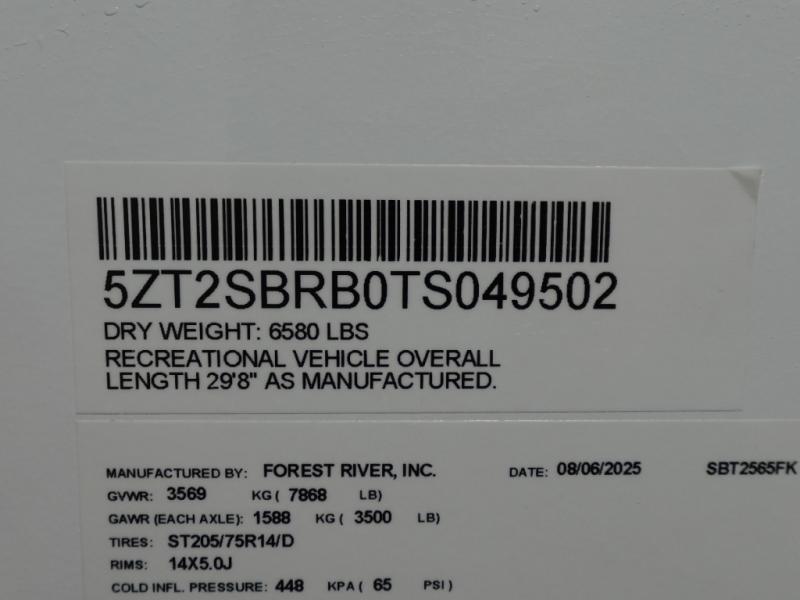 5ZT2SBRB0TS049502
DRY WEIGHT: 6580 LBS
RECREATIONAL VEHICLE OVERALL
LENGTH 29'8" AS MANUFACTURED.
MANUFACTURED BY: FOREST RIVER, INC. DATE: 08/06/2025 SBT2565FK
GVWR: 3569 KG ( 7868 LB)
GAWR (EACH AXLE): 1588 KG ( 3500 LB)
TIRES: ST205/75R14/D
RIMS: 14X5.0J
COLD INFL. PRESSURE: 448 KPA ( 65 PSI )